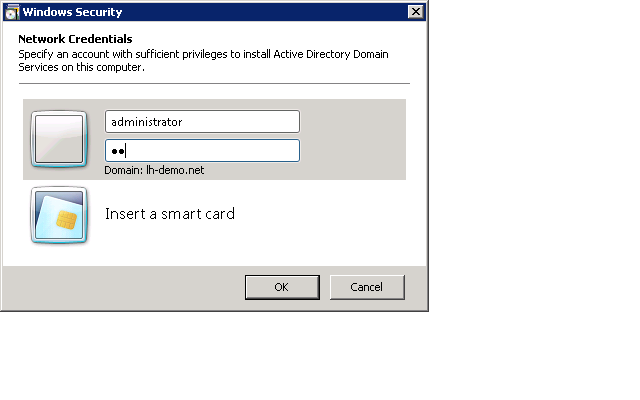 Windows Security
Network Credentials
Specify an account with sufficient privileges to install Active Directory Domain
Services on this computer.
administrator
●●
Domain: lh-demo.net
Insert a smart card
OK
Cancel